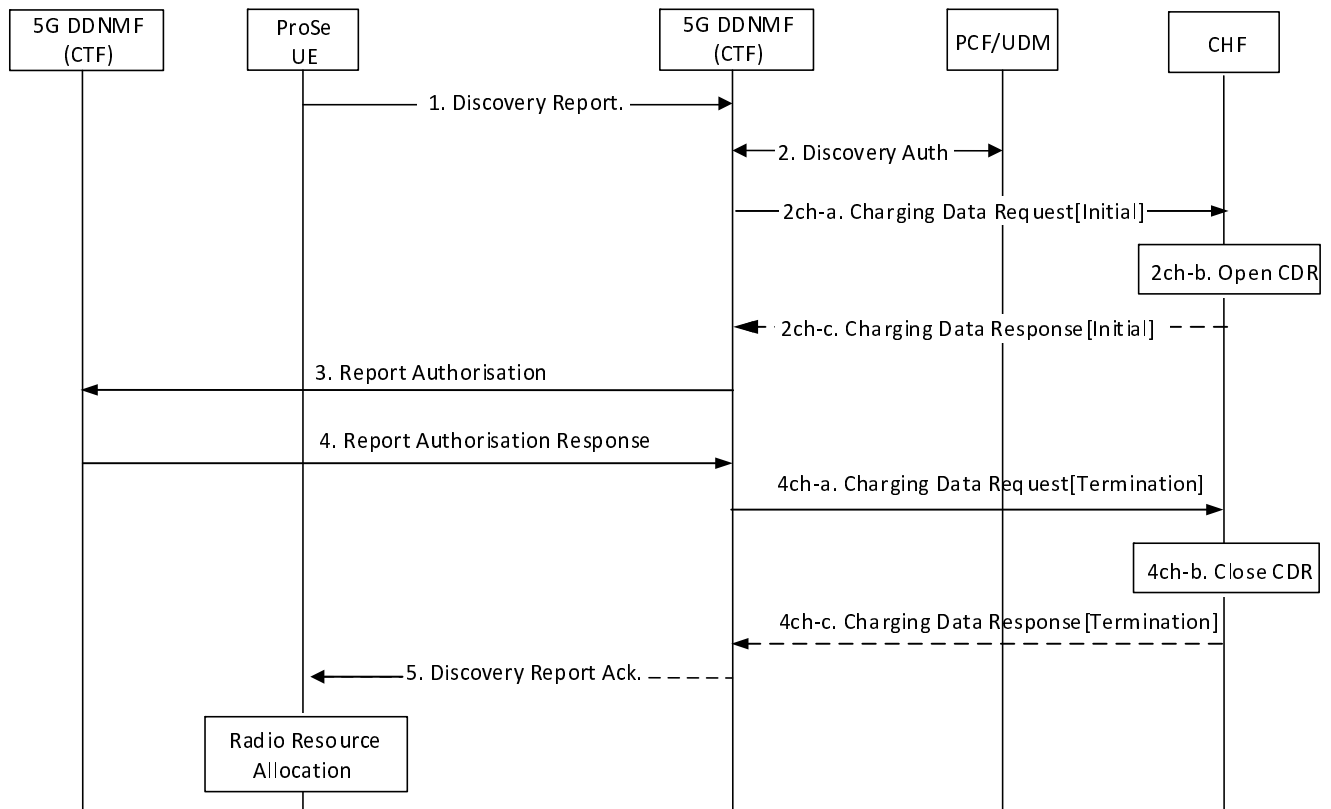 5G DDNMF
(CTF)
ProSe
UE
5G DDNMF
(CTF)
PCF/UDM
CHF
1. Discovery Report.
2. Discovery Auth
2ch-a. Charging Data Request[Initial]
2ch-b. Open CDR
2ch-c. Charging Data Response[Initial]
3. Report Authorisation
4. Report Authorisation Response
4ch-a. Charging Data Request[Termination]
4ch-b. Close CDR
4ch-c. Charging Data Response[Termination]
5. Discovery Report Ack.
Radio Resource
Allocation